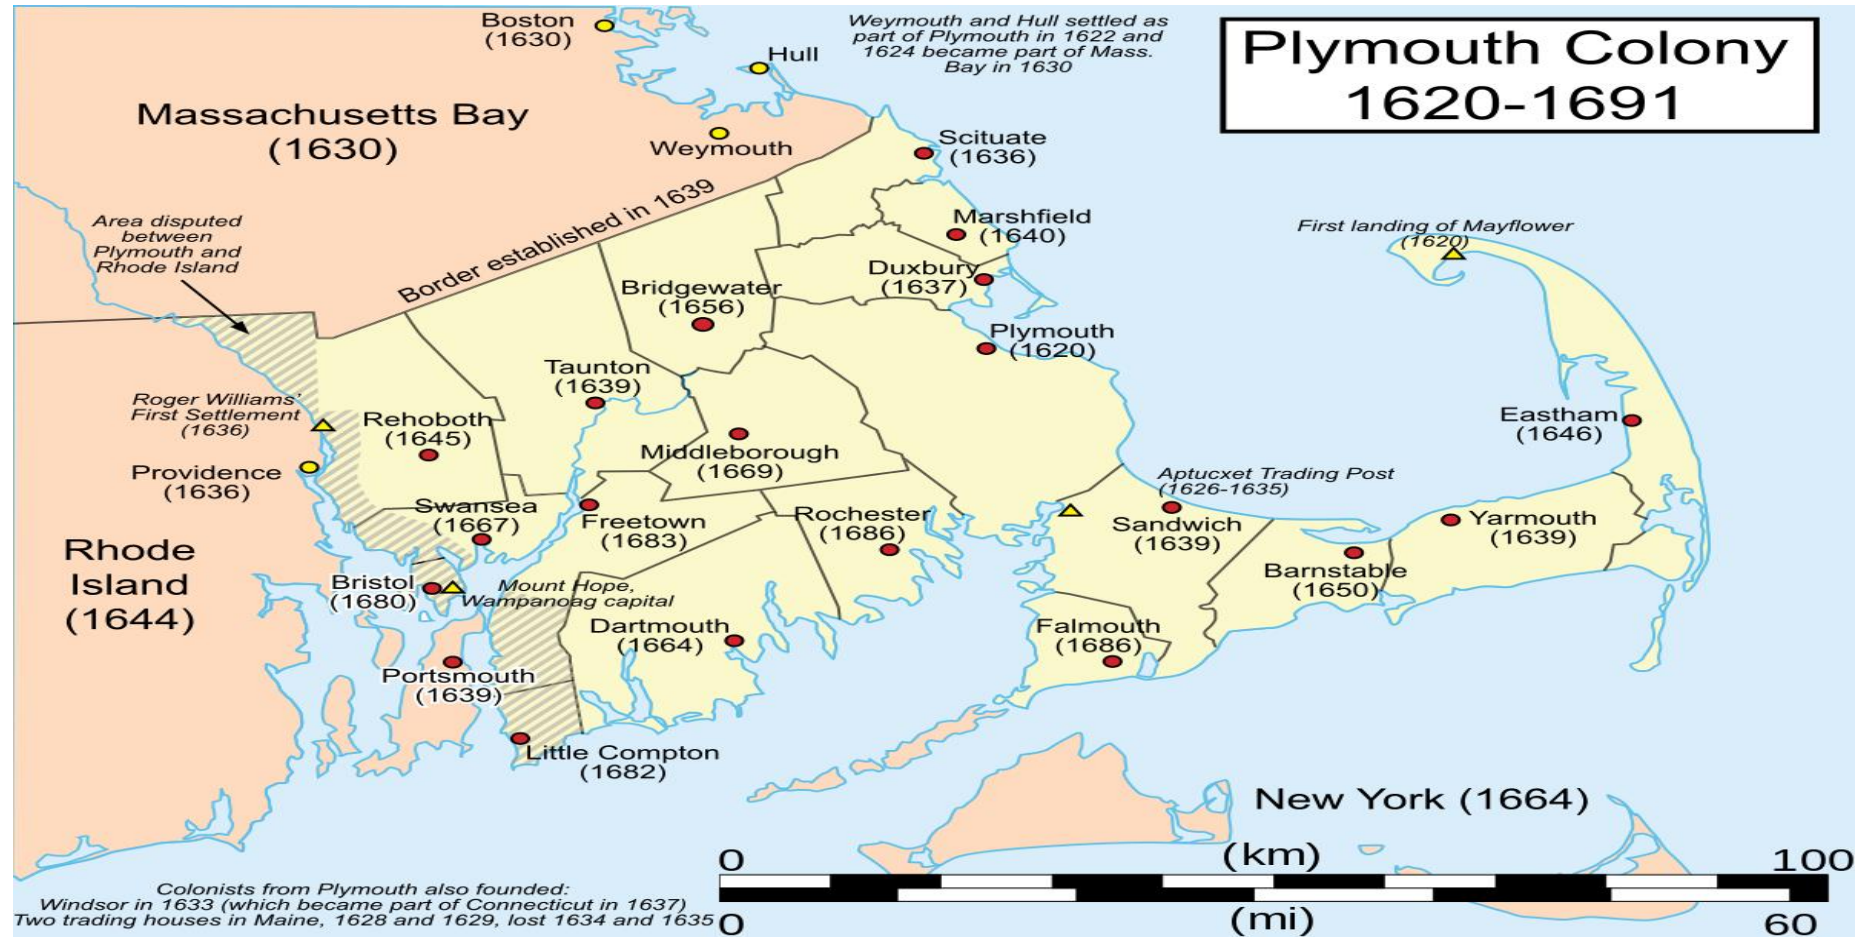 Plymouth Colony
1620-1691
Boston
(1630)
Weymouth and Hull settled as
part of Plymouth in 1622 and
1624 became part of Mass.
Bay in 1630
Hull
Massachusetts Bay
(1630)
Weymouth
Scituate
(1636)
Border established in 1639
Area disputed
between
Plymouth and
Rhode Island
Marshfield
(1640)
First landing of Mayflower
(1620)
Duxbury
(1637)
Bridgewater
(1656)
Plymouth
(1620)
Taunton
(1639)
Roger Williams'
First Settlement
(1636)
Rehoboth
(1645)
Eastham
(1646)
Middleborough
(1669)
Providence
(1636)
Aptucxet Trading Post
(1626-1635)
Swansea
(1667)
Freetown
(1683)
Rochester
(1686)
Sandwich
(1639)
Yarmouth
(1639)
Rhode
Island
(1644)
Bristol
(1680)
Mount Hope,
Wampanoag capital
Barnstable
(1650)
Dartmouth
(1664)
Falmouth
(1686)
Portsmouth
(1639)
Little Compton
(1682)
New York (1664)
0 (km) 100
0 (mi) 60
Colonists from Plymouth also founded:
Windsor in 1633 (which became part of Connecticut in 1637)
Two trading houses in Maine, 1628 and 1629, lost 1634 and 1635